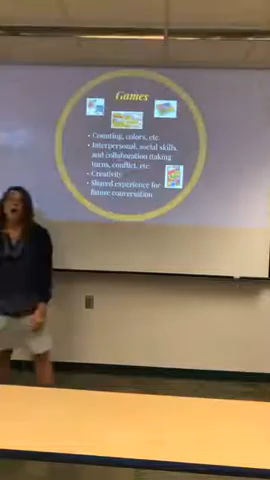 Games
• Counting, colors, etc.
• Interpersonal, social skills,
and collaboration (taking
turns, conflict, etc
• Creativity
• Shared experience for
future conversation